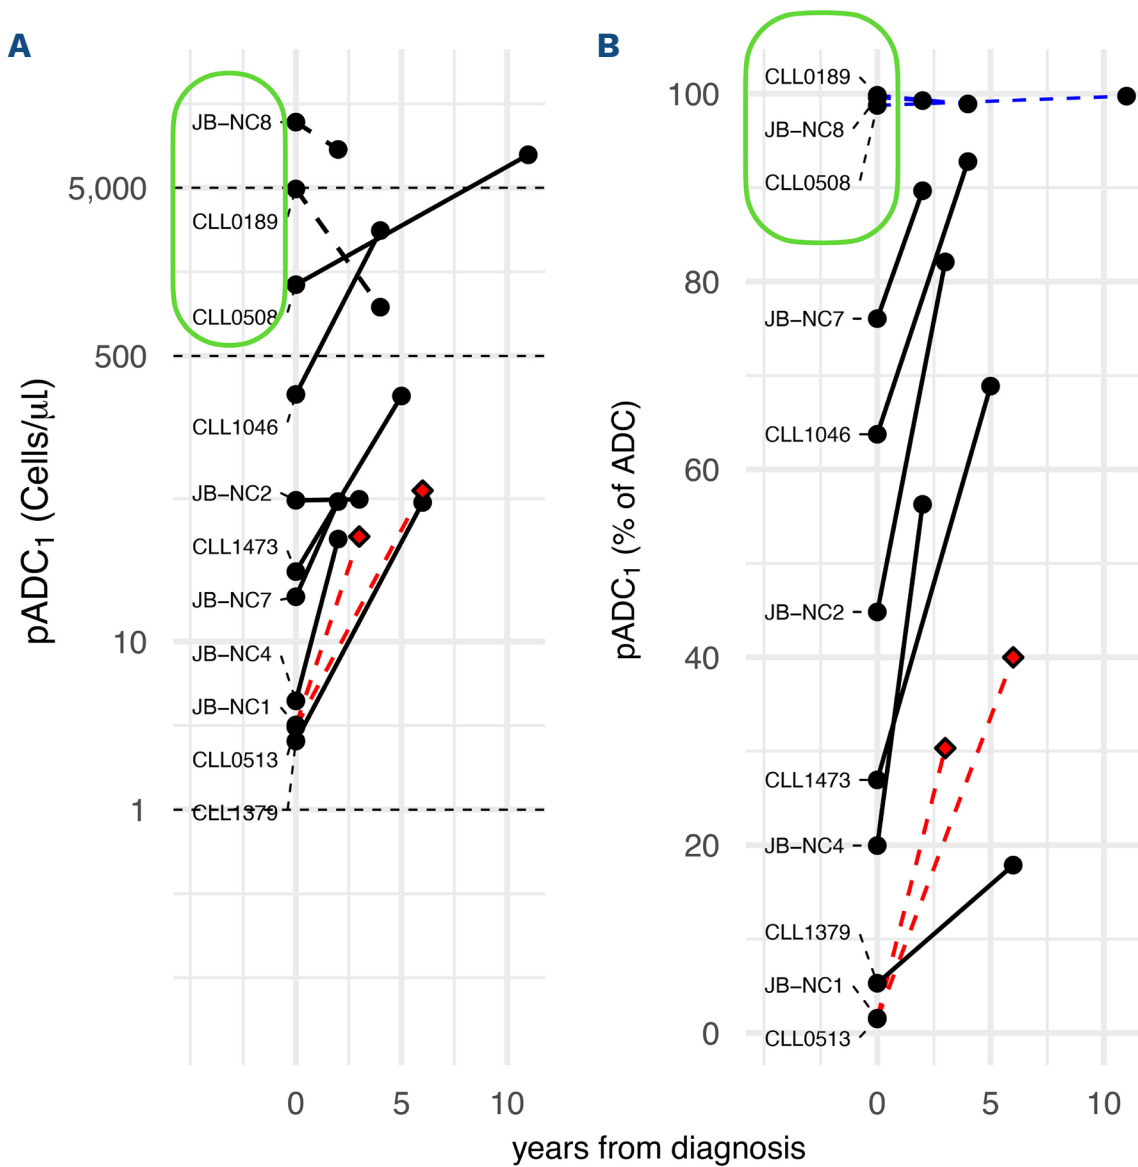 A
pADC1 (Cells/μl)
5,000
500
10
1
JB−NC8
CLL0189
CLL0508
CLL1046
JB−NC2
CLL1473
JB−NC7
JB−NC4
JB−NC1
CLL0513
CLL1379
0 5 10
B
pADC1 (% of ADC)
100
80
60
40
20
0
CLL0189
JB−NC8
CLL0508
JB−NC7
CLL1046
JB−NC2
CLL1473
JB−NC4
CLL1379
JB−NC1
CLL0513
0 5 10
years from diagnosis